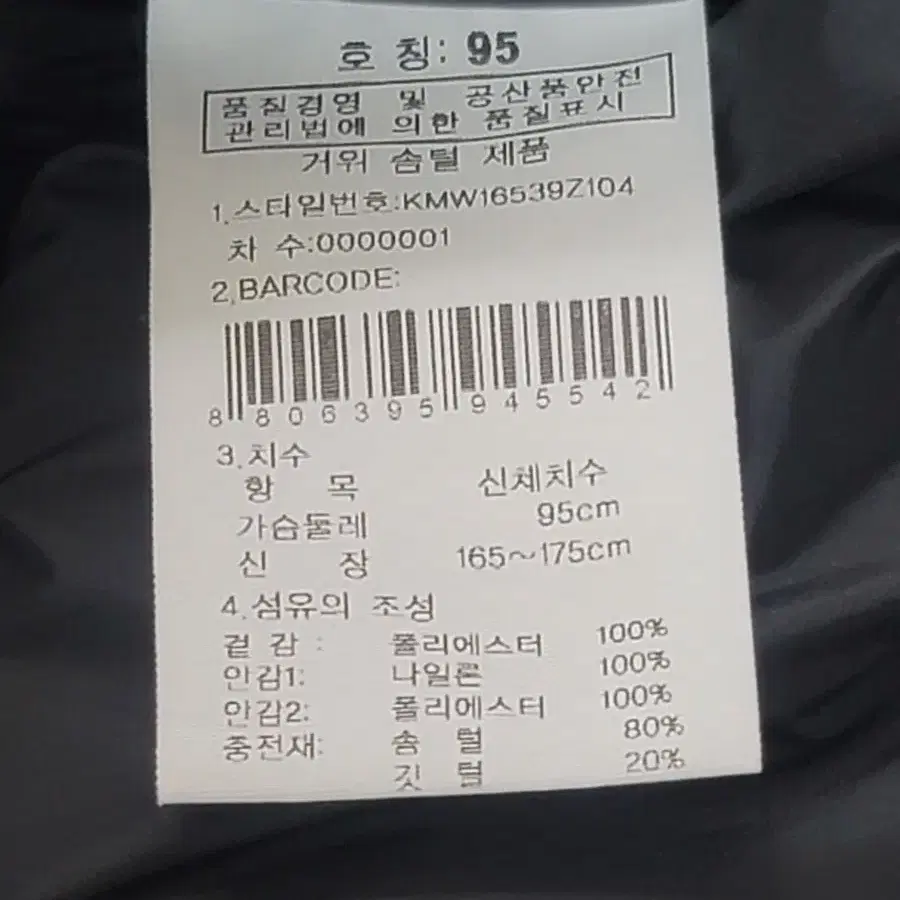 호 칭: 95
품질경영 및 공산품안전
관리법에 의한 품질표시
거위 솜털 제품
1.스타일번호:KMW16539Z104
차 수:0000001
2.BARCODE:
8 806395 945542
3.치수
항 목 신체치수
가슴둘레 95cm
신 장 165~175cm
4.섬유의 조성
겉 감 : 폴리에스터 100%
안감1: 나일론 100%
안감2: 폴리에스터 100%
충전재: 솜 털 80%
깃 털 20%